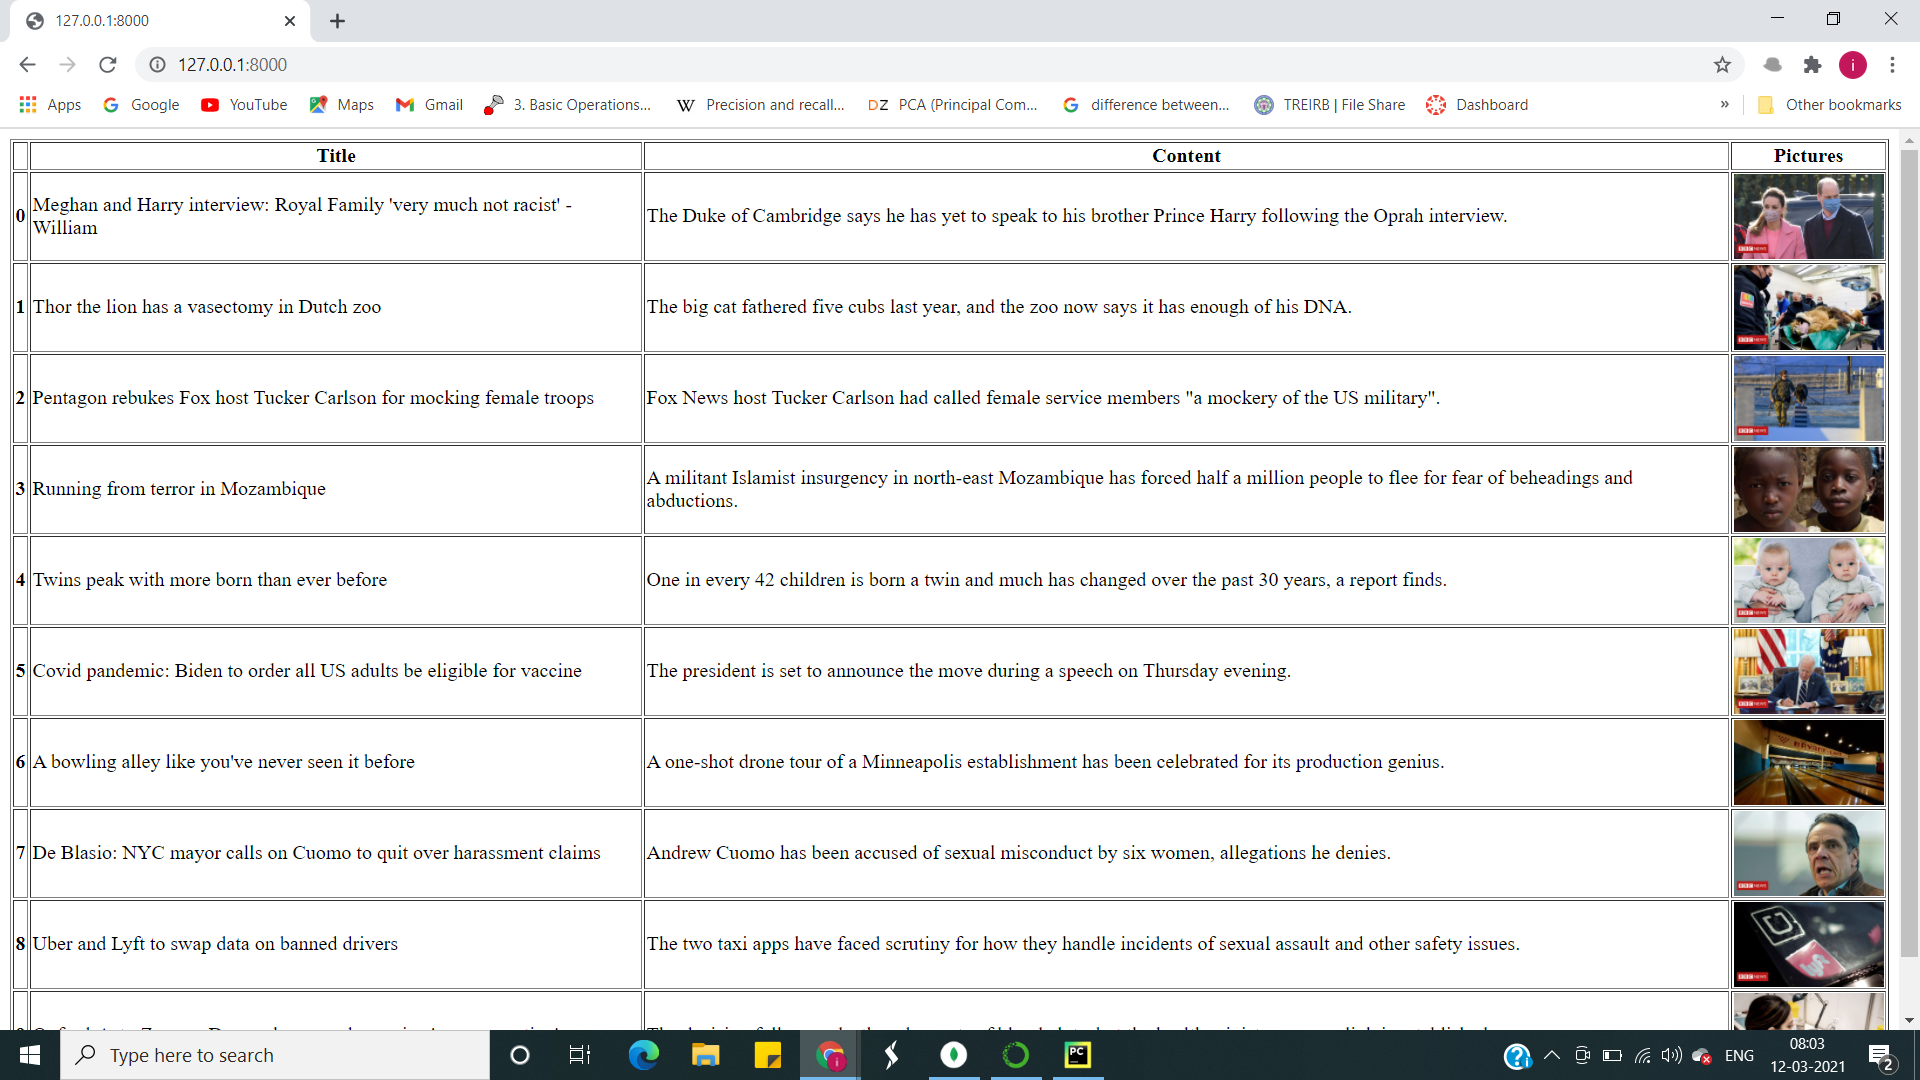 127.0.0.1:8000
127.0.0.1:8000
i
Apps Google YouTube Maps Gmail 3. Basic Operations... Precision and recall... PCA (Principal Com... difference between... TREIRB | File Share Dashboard » Other bookmarks
Title Content Pictures
0 Meghan and Harry interview: Royal Family 'very much not racist' -
William
The Duke of Cambridge says he has yet to speak to his brother Prince Harry following the Oprah interview.
BBC NEWS
1 Thor the lion has a vasectomy in Dutch zoo The big cat fathered five cubs last year, and the zoo now says it has enough of his DNA.
BBC NEWS
2 Pentagon rebukes Fox host Tucker Carlson for mocking female troops Fox News host Tucker Carlson had called female service members "a mockery of the US military".
BBC NEWS
3 Running from terror in Mozambique
A militant Islamist insurgency in north-east Mozambique has forced half a million people to flee for fear of beheadings and
abductions.
4 Twins peak with more born than ever before One in every 42 children is born a twin and much has changed over the past 30 years, a report finds.
BBC NEWS
5 Covid pandemic: Biden to order all US adults be eligible for vaccine The president is set to announce the move during a speech on Thursday evening.
BBC NEWS
6 A bowling alley like you've never seen it before A one-shot drone tour of a Minneapolis establishment has been celebrated for its production genius.
7 De Blasio: NYC mayor calls on Cuomo to quit over harassment claims Andrew Cuomo has been accused of sexual misconduct by six women, allegations he denies.
BBC NEWS
8 Uber and Lyft to swap data on banned drivers The two taxi apps have faced scrutiny for how they handle incidents of sexual assault and other safety issues.
BBC NEWS
Type here to search
PC
ENG
08:03
12-03-2021
2